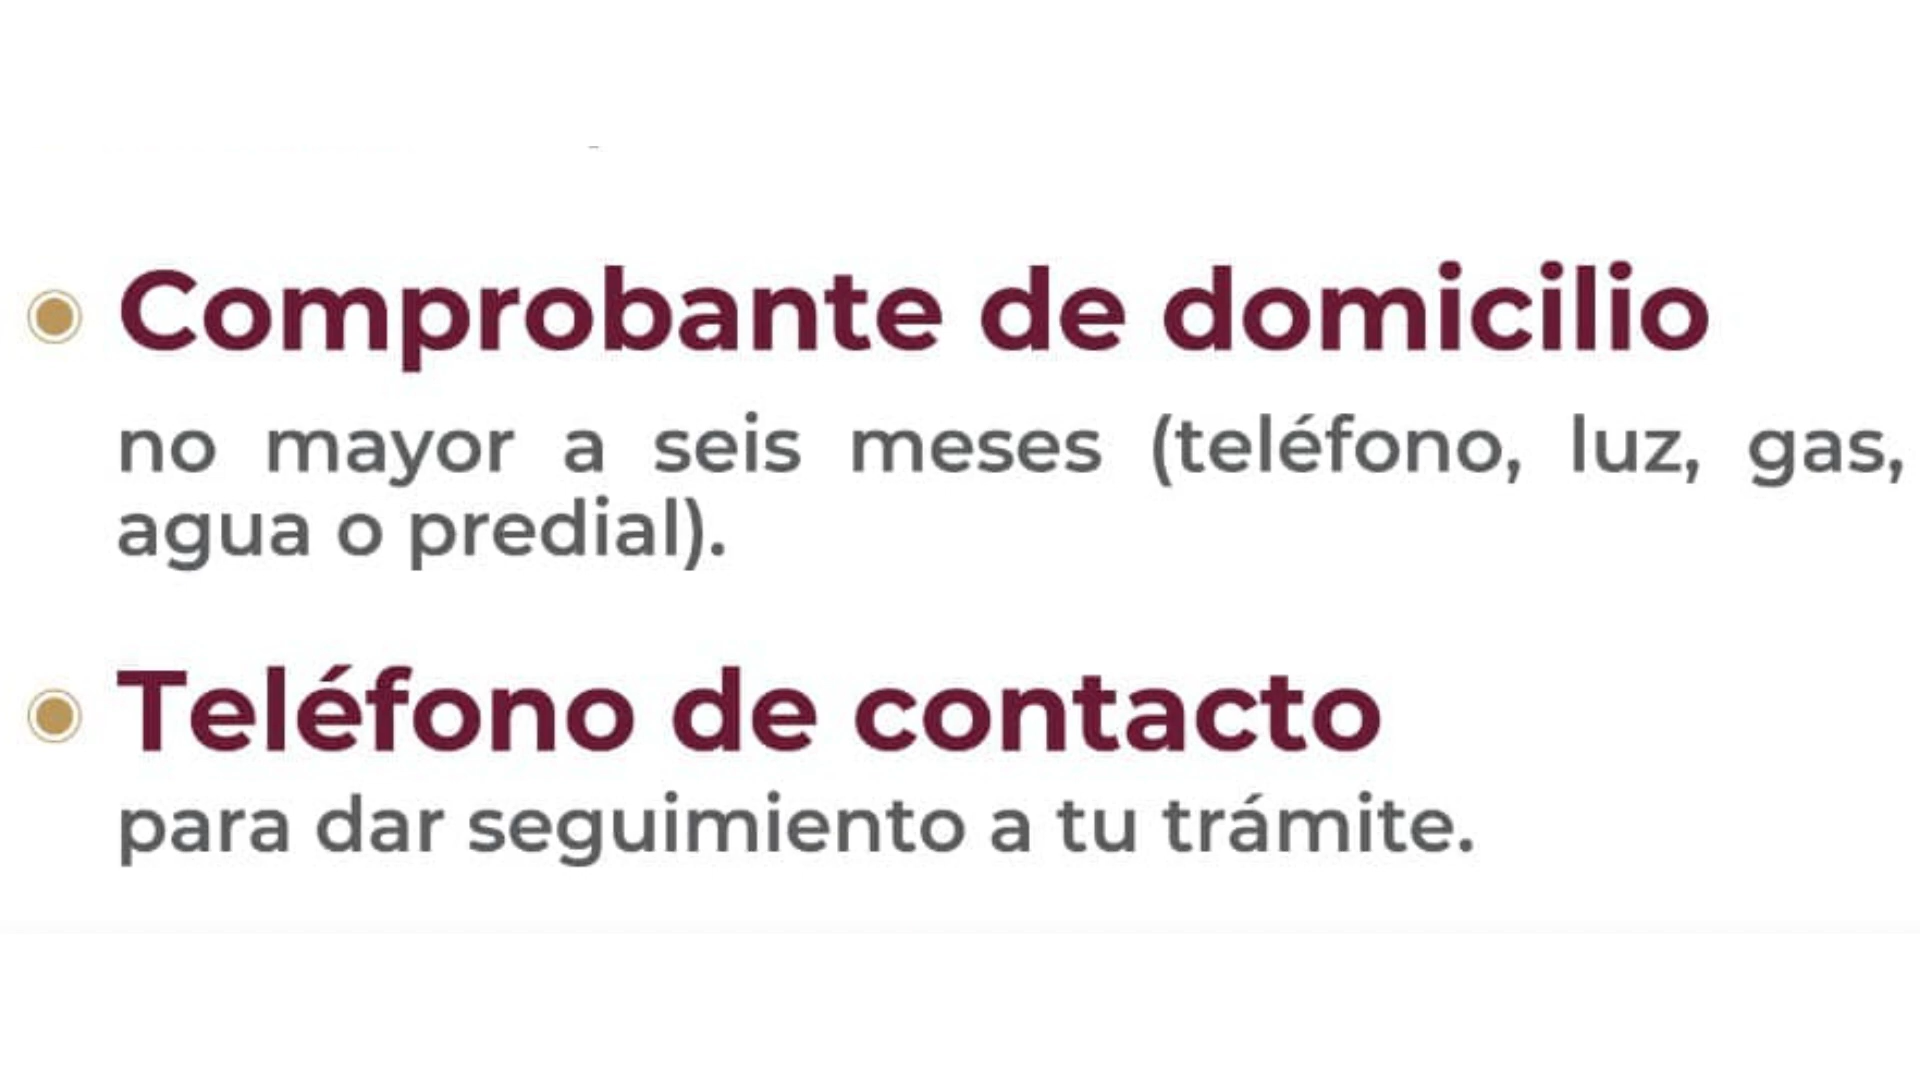 Comprobante de domicilio
no mayor a seis meses (teléfono, luz, gas,
agua o predial).
Teléfono de contacto
para dar seguimiento a tu trámite.